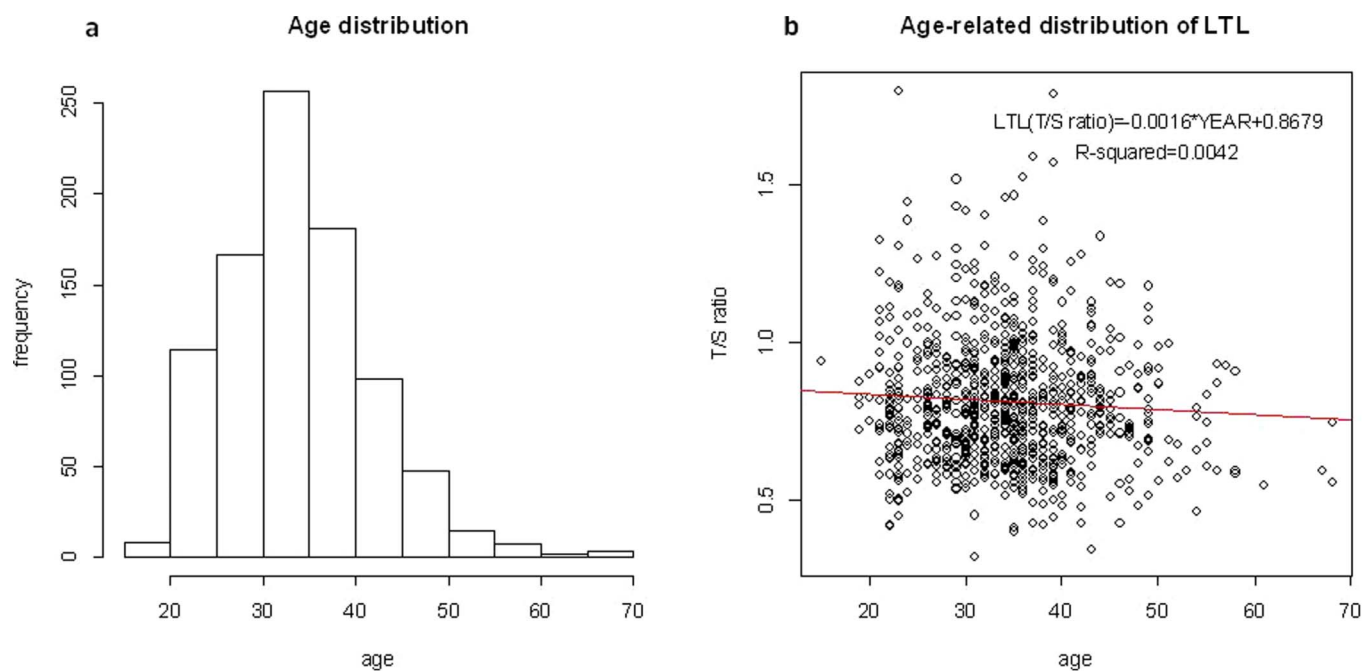 a
Age distribution
frequency
250
200
150
100
50
0
20 30 40 50 60 70
age
b
Age-related distribution of LTL
LTL(T/S ratio)=-0.0016*YEAR+0.8679
R-squared=0.0042
T/S ratio
1.5
1.0
0.5
20 30 40 50 60 70
age